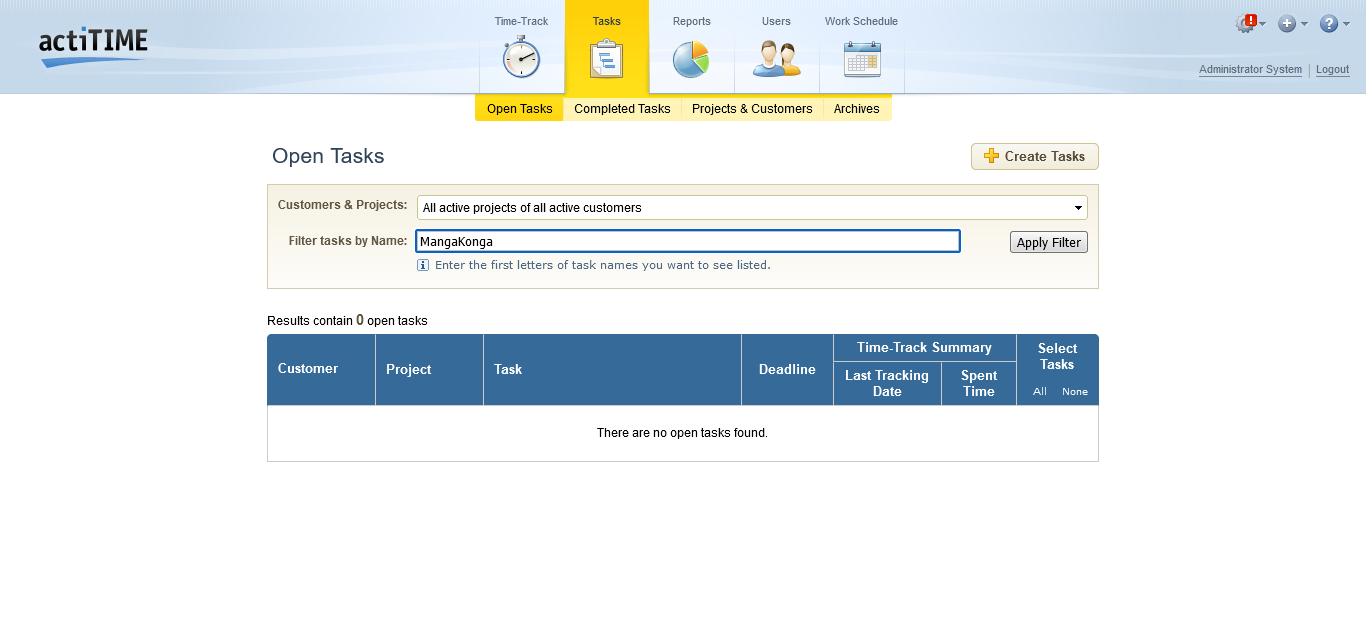 actiTIME
Time-Track
Tasks
Reports
Users
Work Schedule
Administrator System
Logout
Open Tasks
Completed Tasks
Projects & Customers
Archives
Open Tasks
Create Tasks
Customers & Projects:
All active projects of all active customers
Filter tasks by Name:
MangaKonga
Apply Filter
Enter the first letters of task names you want to see listed.
Results contain 0 open tasks
Customer
Project
Task
Deadline
Time-Track Summary
Last Tracking
Date
Spent
Time
Select
Tasks
All
None
There are no open tasks found.